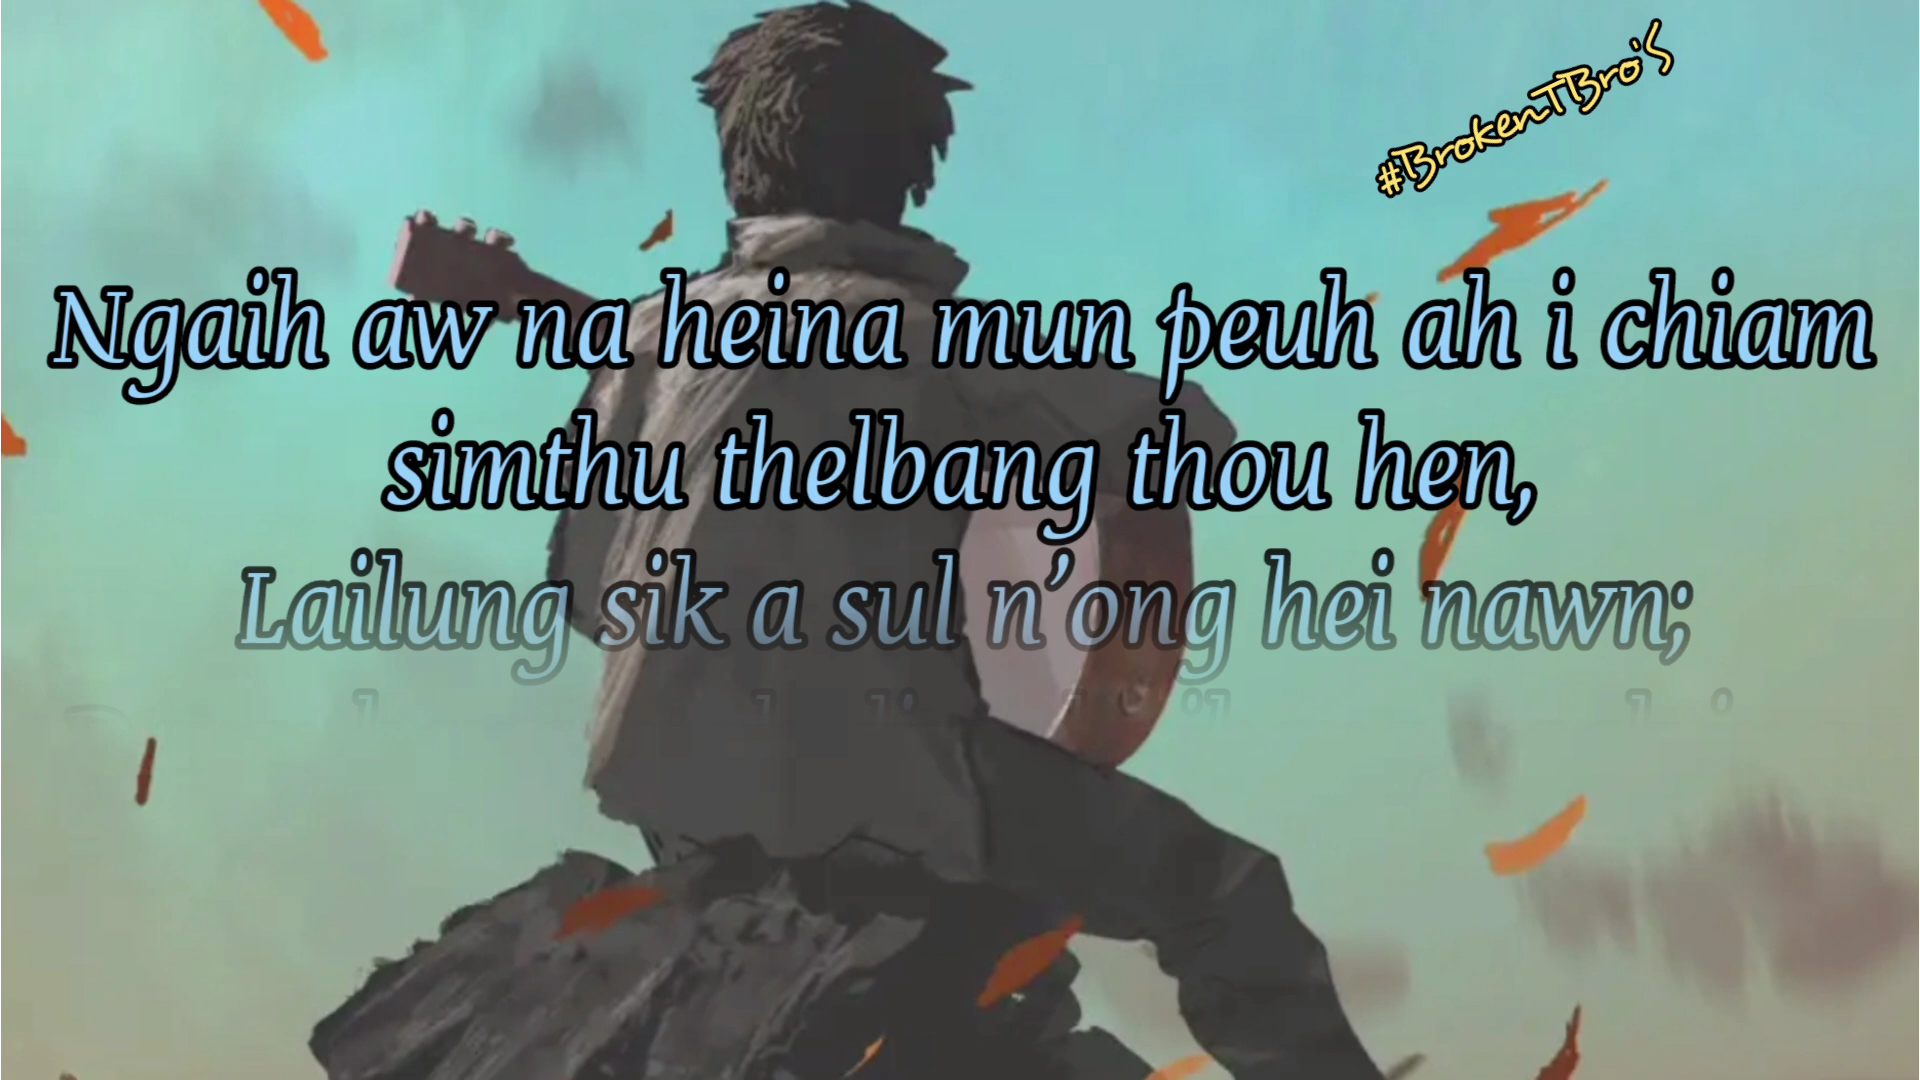 #BrokenTBro'S
Ngaih aw na heina mun peuh ah i chiam
simthu thelbang thou hen,
Lailung sik a sul n'ong hei nawn;